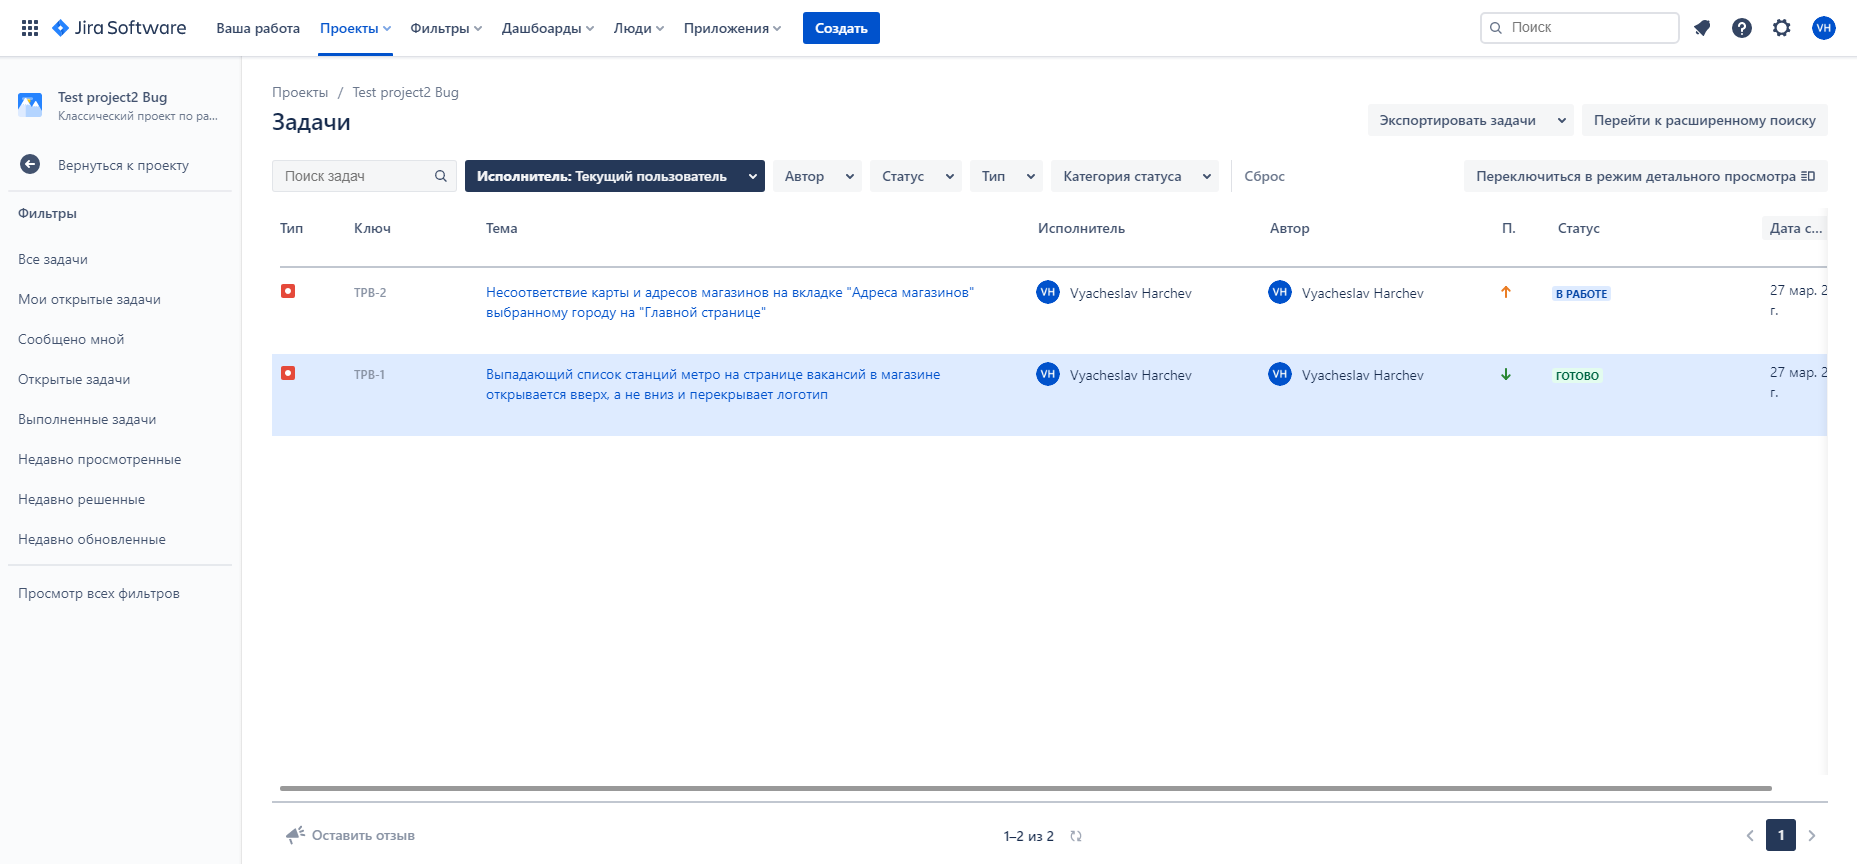 Jira Software
Ваша работа
Проекты
Фильтры
Дашбоарды
Люди
Приложения
Создать
Поиск
VH
Test project2 Bug
Классический проект по ра...
Вернуться к проекту
Фильтры
Все задачи
Мои открытые задачи
Сообщено мной
Открытые задачи
Выполненные задачи
Недавно просмотренные
Недавно решенные
Недавно обновленные
Просмотр всех фильтров
Проекты / Test project2 Bug
Задачи
Экспортировать задачи
Перейти к расширенному поиску
Поиск задач
Исполнитель: Текущий пользователь
Автор
Статус
Тип
Категория статуса
Сброс
Переключиться в режим детального просмотра
Тип Ключ Тема Исполнитель Автор П. Статус Дата с...
TPB-2
Несоответствие карты и адресов магазинов на вкладке "Адреса магазинов"
выбранному городу на "Главной странице"
VH Vyacheslav Harchev
VH Vyacheslav Harchev
В РАБОТЕ
27 мар. 2
г.
TPB-1
Выпадающий список станций метро на странице вакансий в магазине
открывается вверх, а не вниз и перекрывает логотип
VH Vyacheslav Harchev
VH Vyacheslav Harchev
ГОТОВО
27 мар. 2
г.
Оставить отзыв
1–2 из 2
1